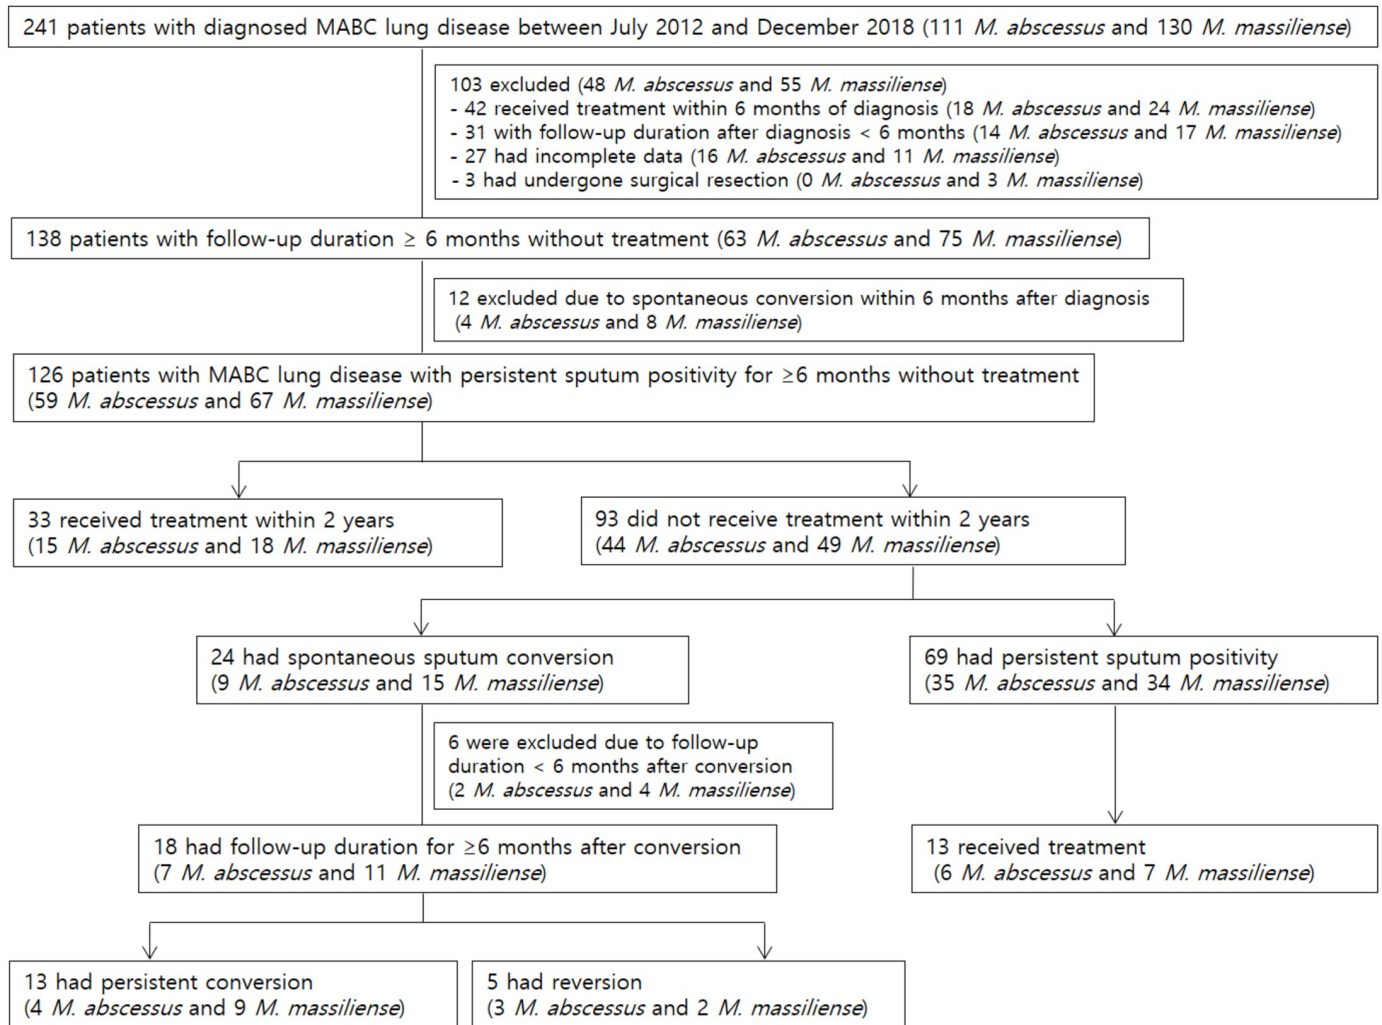 241 patients with diagnosed MABC lung disease between July 2012 and December 2018 (111 M. abscessus and 130 M. massiliense)
103 excluded (48 M. abscessus and 55 M. massiliense)
- 42 received treatment within 6 months of diagnosis (18 M. abscessus and 24 M. massiliense)
- 31 with follow-up duration after diagnosis < 6 months (14 M. abscessus and 17 M. massiliense)
- 27 had incomplete data (16 M. abscessus and 11 M. massiliense)
- 3 had undergone surgical resection (0 M. abscessus and 3 M. massiliense)
138 patients with follow-up duration ≥ 6 months without treatment (63 M. abscessus and 75 M. massiliense)
12 excluded due to spontaneous conversion within 6 months after diagnosis
(4 M. abscessus and 8 M. massiliense)
126 patients with MABC lung disease with persistent sputum positivity for ≥6 months without treatment
(59 M. abscessus and 67 M. massiliense)
33 received treatment within 2 years
(15 M. abscessus and 18 M. massiliense)
93 did not receive treatment within 2 years
(44 M. abscessus and 49 M. massiliense)
24 had spontaneous sputum conversion
(9 M. abscessus and 15 M. massiliense)
69 had persistent sputum positivity
(35 M. abscessus and 34 M. massiliense)
6 were excluded due to follow-up
duration < 6 months after conversion
(2 M. abscessus and 4 M. massiliense)
18 had follow-up duration for ≥6 months after conversion
(7 M. abscessus and 11 M. massiliense)
13 received treatment
(6 M. abscessus and 7 M. massiliense)
13 had persistent conversion
(4 M. abscessus and 9 M. massiliense)
5 had reversion
(3 M. abscessus and 2 M. massiliense)